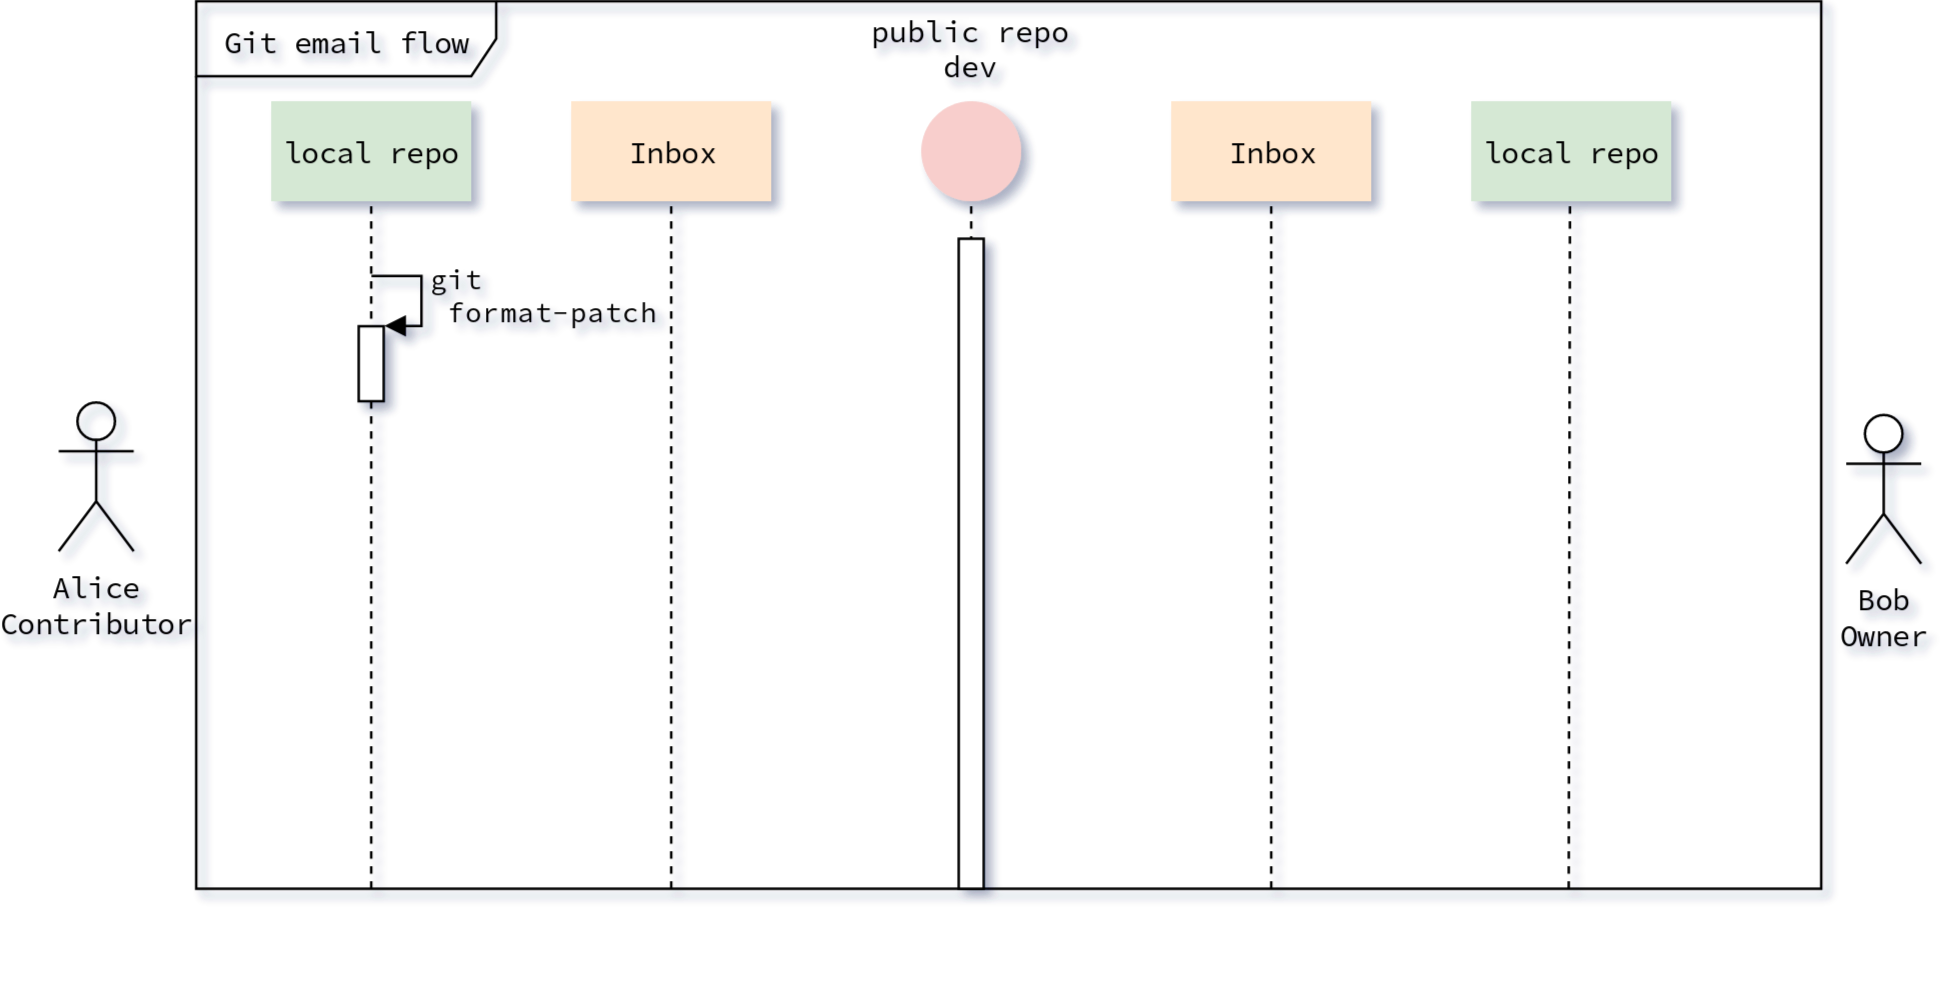 Git email flow
public repo
dev
local repo
Inbox
Inbox
local repo
git
format-patch
Alice
Contributor
Bob
Owner